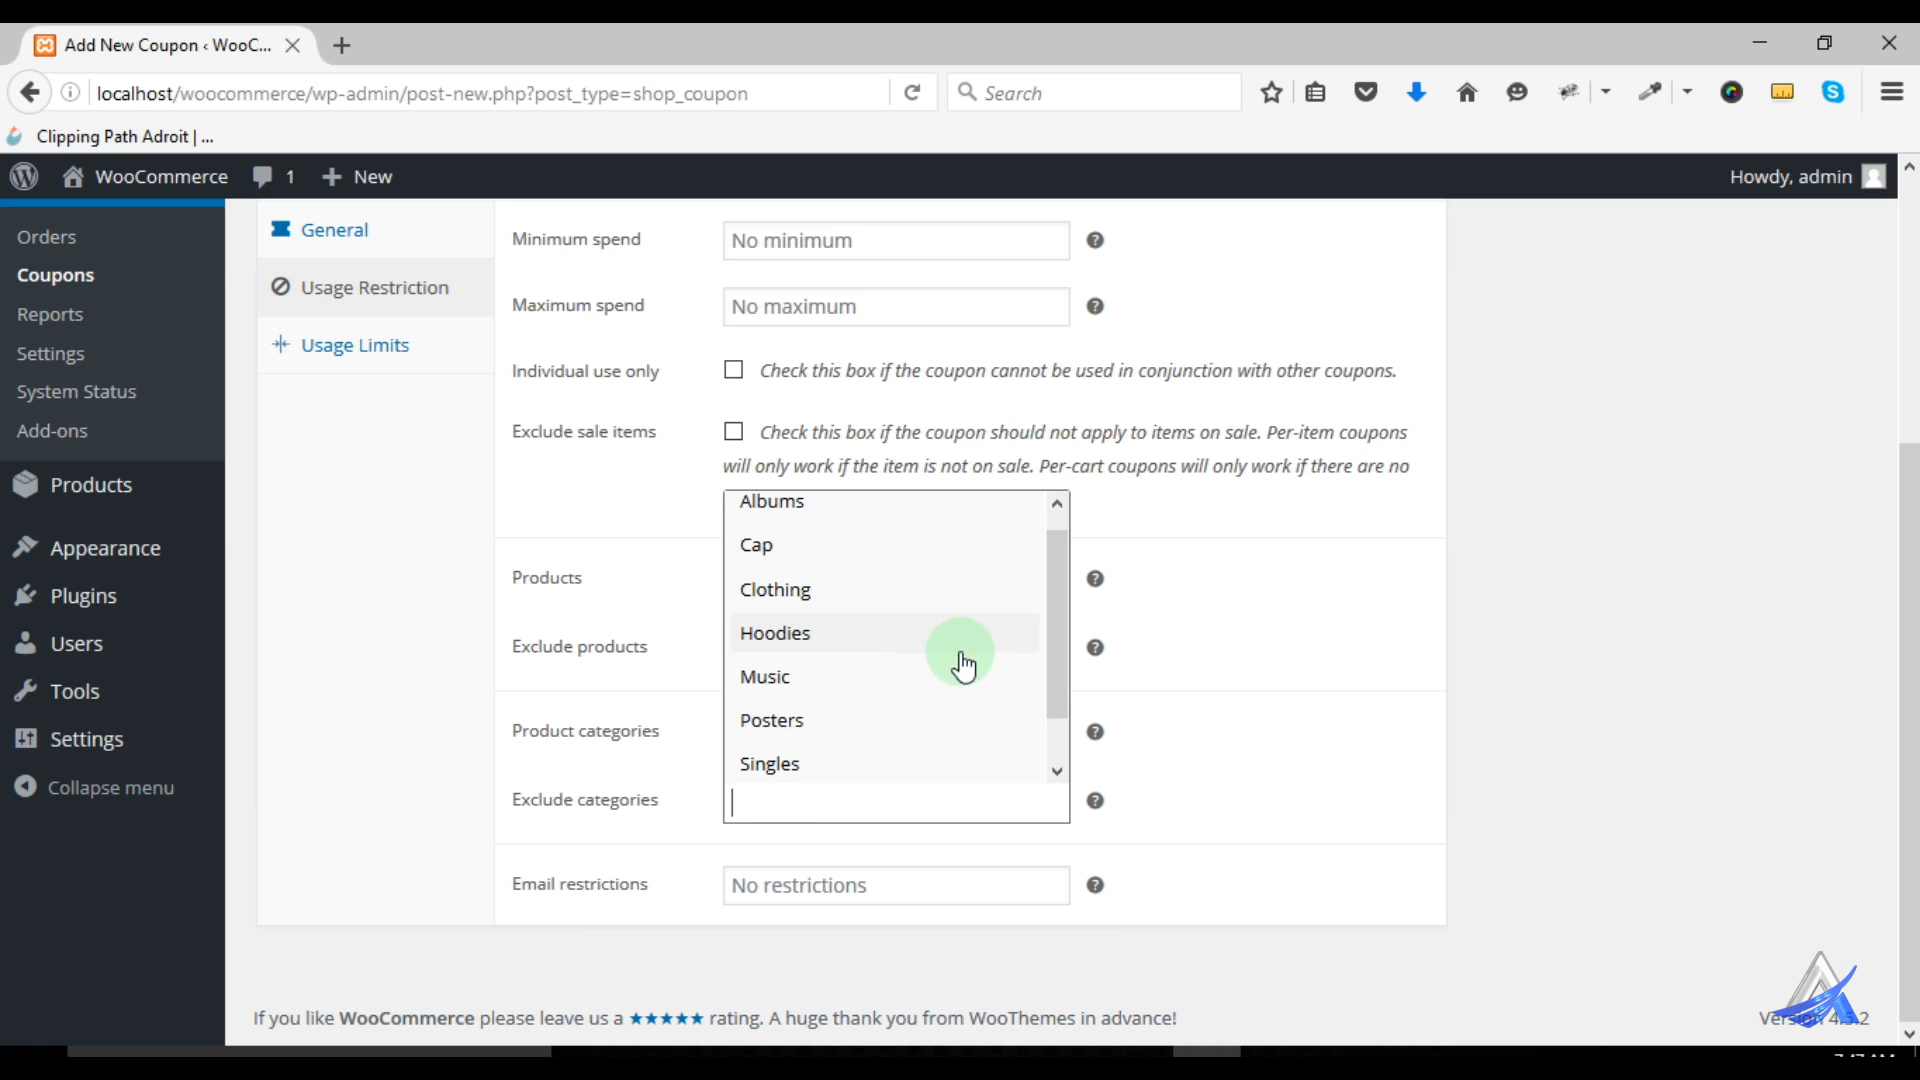 Add New Coupon ‹ WooC...
localhost/woocommerce/wp-admin/post-new.php?post_type=shop_coupon
Search
Clipping Path Adroit | ...
WooCommerce
1
New
Howdy, admin
Orders
Coupons
Reports
Settings
System Status
Add-ons
Products
Appearance
Plugins
Users
Tools
Settings
Collapse menu
General
Usage Restriction
Usage Limits
Minimum spend
No minimum
Maximum spend
No maximum
Individual use only
Check this box if the coupon cannot be used in conjunction with other coupons.
Exclude sale items
Check this box if the coupon should not apply to items on sale. Per-item coupons
will only work if the item is not on sale. Per-cart coupons will only work if there are no
Albums
Cap
Clothing
Hoodies
Music
Posters
Singles
Products
Exclude products
Product categories
Exclude categories
Email restrictions
No restrictions
If you like WooCommerce please leave us a ★★★★★ rating. A huge thank you from WooThemes in advance!
Version 4.5.2